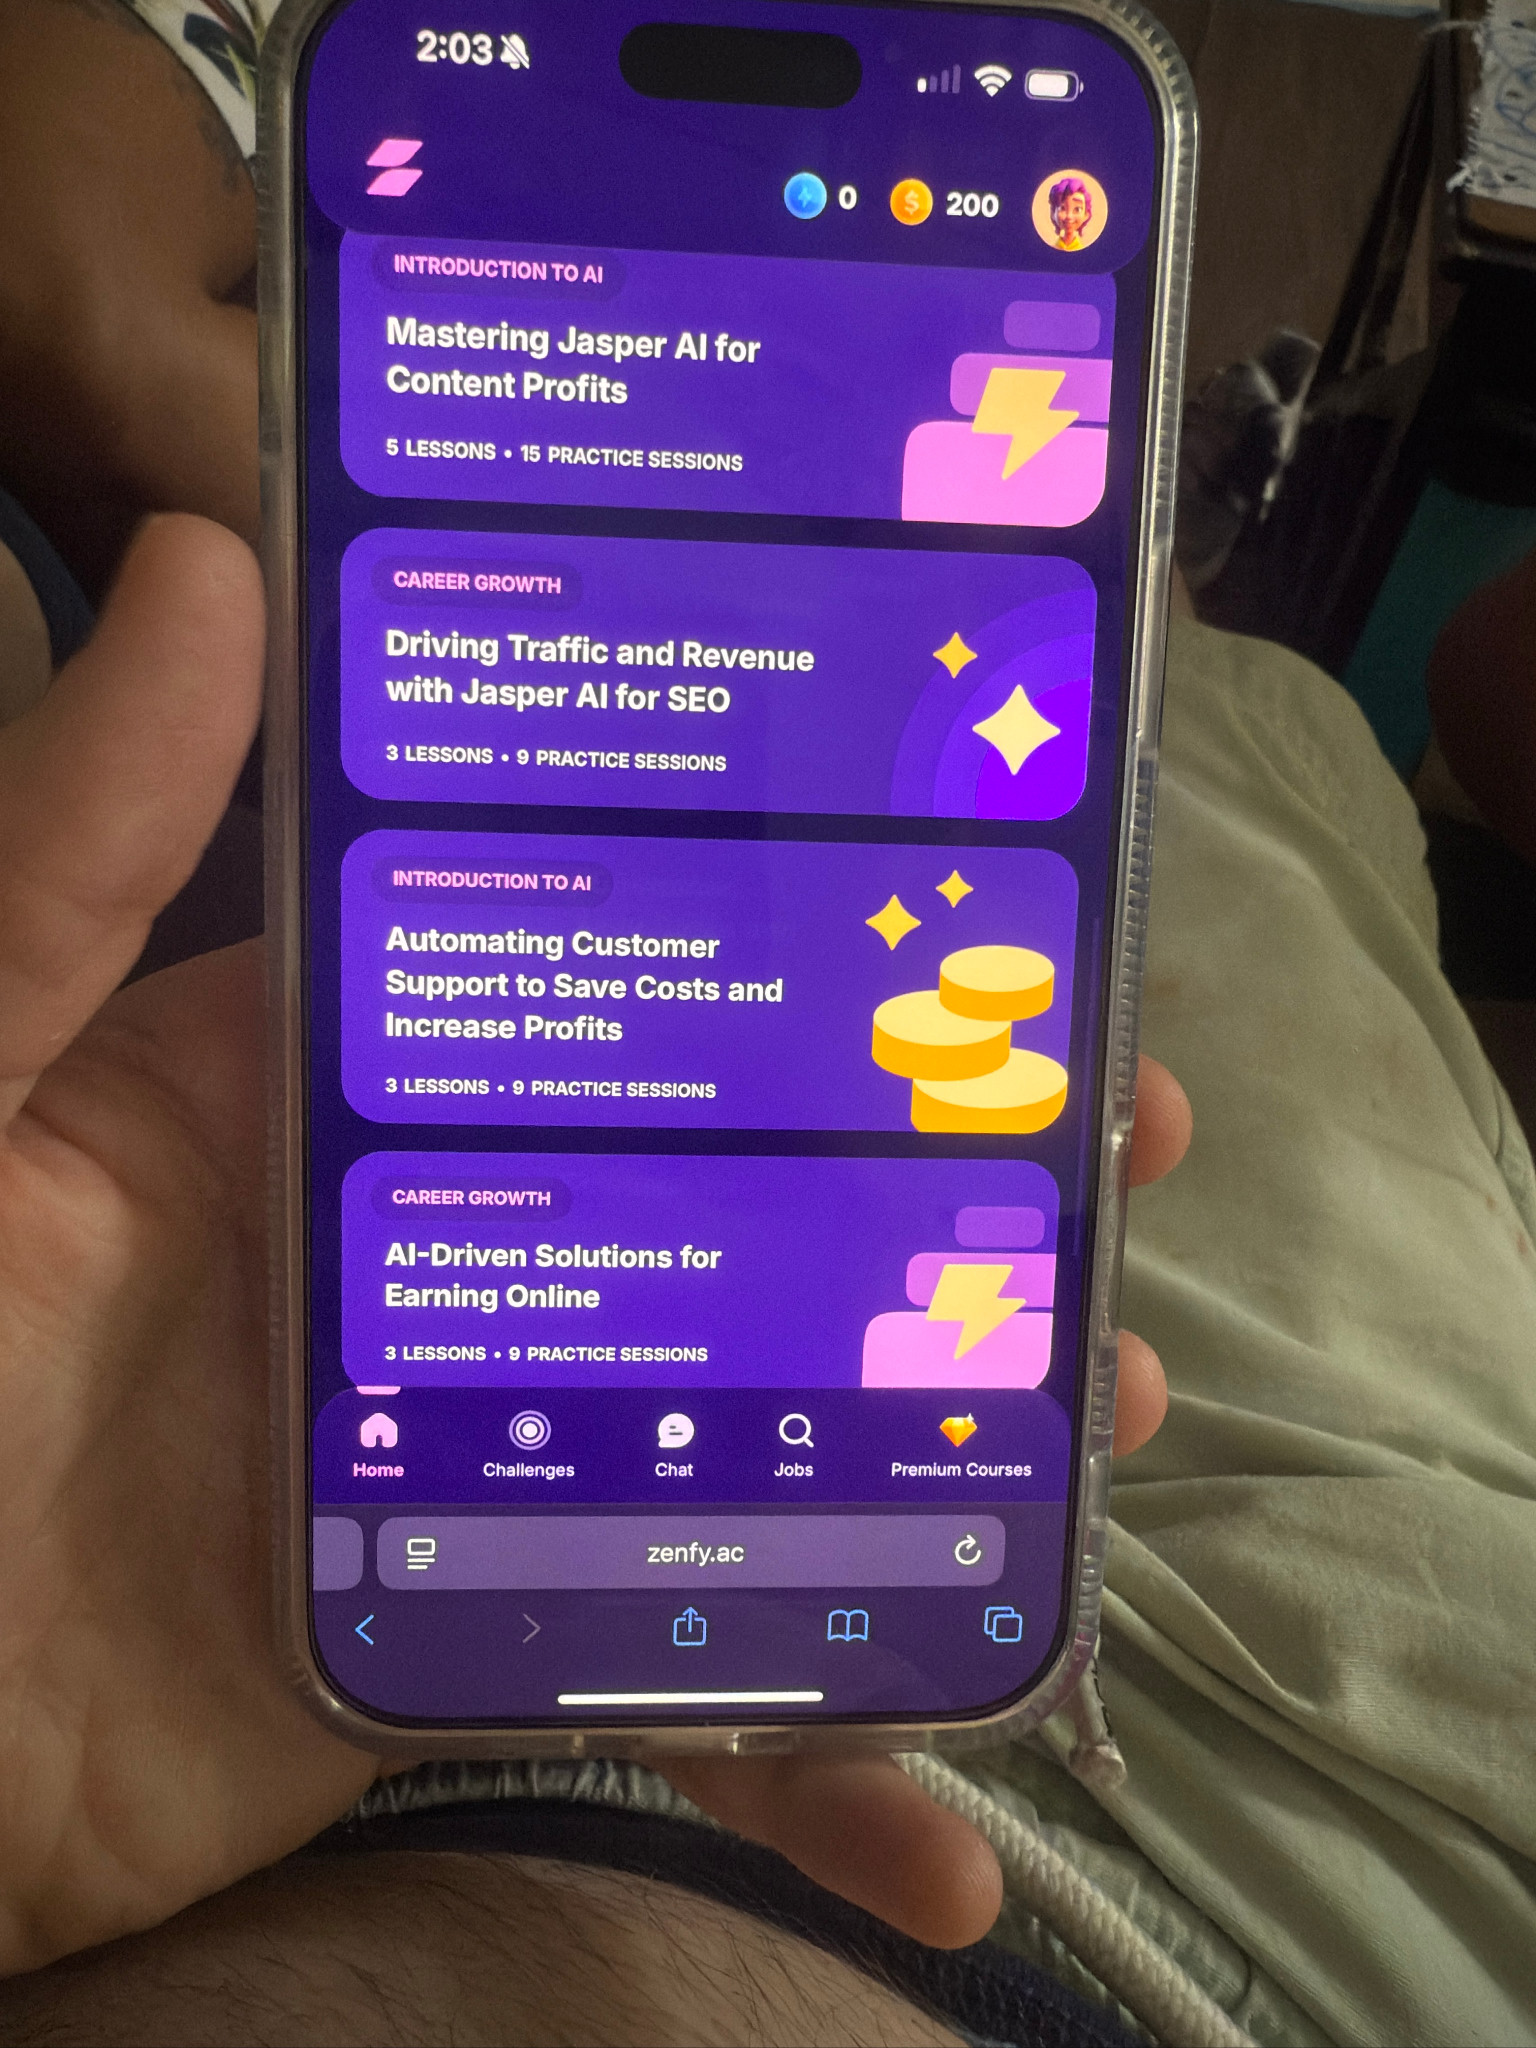 2:03
0 200
INTRODUCTION TO AI
Mastering Jasper AI for
Content Profits
5 LESSONS • 15 PRACTICE SESSIONS
CAREER GROWTH
Driving Traffic and Revenue
with Jasper AI for SEO
3 LESSONS • 9 PRACTICE SESSIONS
INTRODUCTION TO AI
Automating Customer
Support to Save Costs and
Increase Profits
3 LESSONS • 9 PRACTICE SESSIONS
CAREER GROWTH
AI-Driven Solutions for
Earning Online
3 LESSONS • 9 PRACTICE SESSIONS
Home Challenges Chat Jobs Premium Courses
zenfy.ac